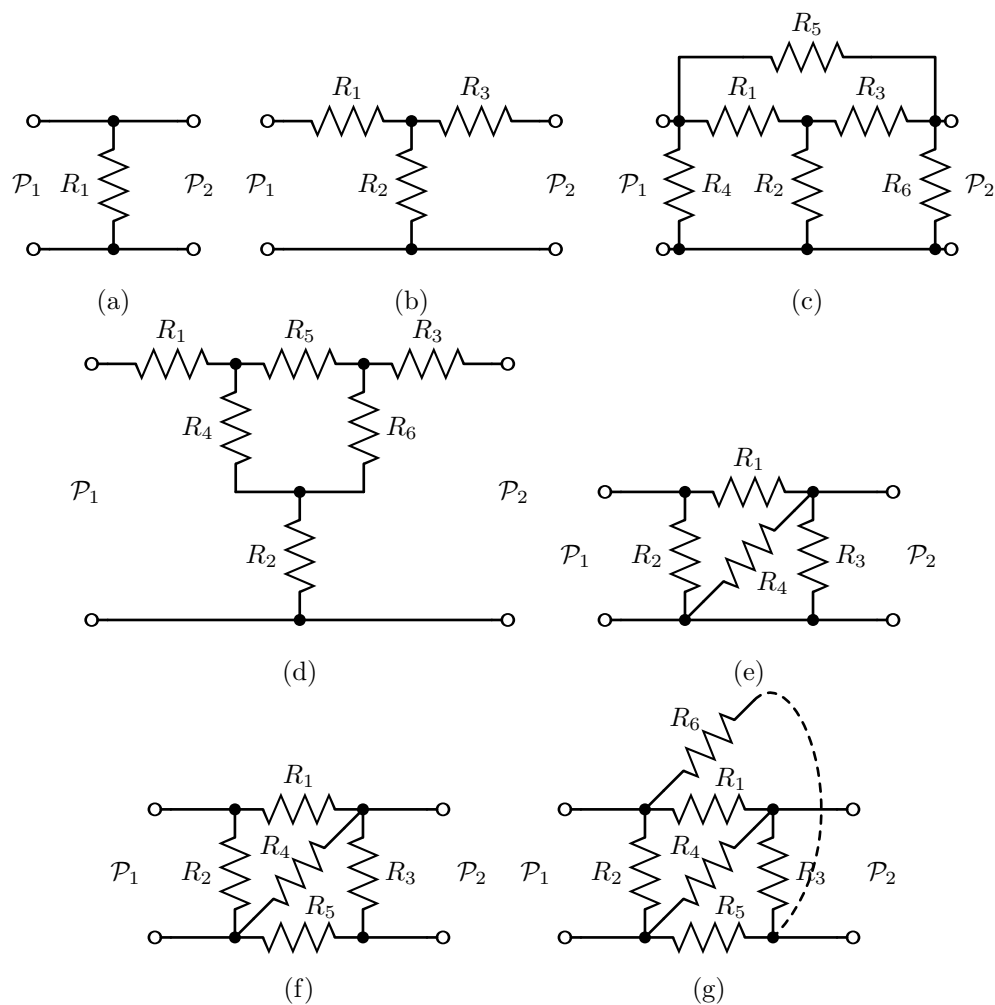 R₅
R₁ R₃ R₁ R₃
𝒫₁ R₁ 𝒫₂ 𝒫₁ R₂ 𝒫₂ 𝒫₁ R₄ R₂ R₆ 𝒫₂
(a) (b) (c)
R₁ R₅ R₃
R₄ R₆
R₁
𝒫₁ 𝒫₂
R₂ 𝒫₁ R₂ R₄ R₃ 𝒫₂
(d) (e)
R₆
R₁ R₁
R₄ R₄
𝒫₁ R₂ R₃ 𝒫₂ 𝒫₁ R₂ R₃ 𝒫₂
R₅ R₅
(f) (g)